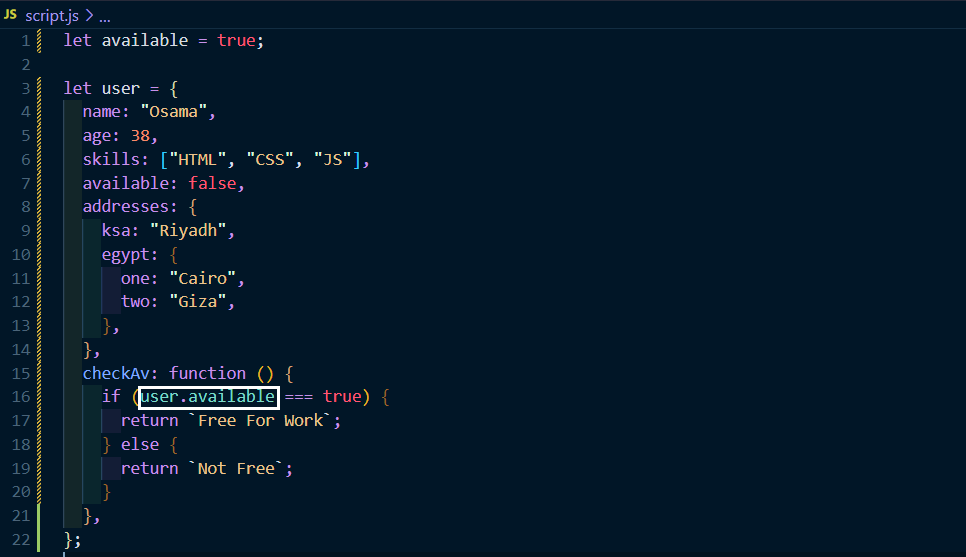 JS script.js > ...
1 let available = true;
2
3 let user = {
4 name: "Osama",
5 age: 38,
6 skills: ["HTML", "CSS", "JS"],
7 available: false,
8 addresses: {
9 ksa: "Riyadh",
10 egypt: {
11 one: "Cairo",
12 two: "Giza",
13 },
14 },
15 checkAv: function () {
16 if (user.available === true) {
17 return `Free For Work`;
18 } else {
19 return `Not Free`;
20 }
21 },
22 };